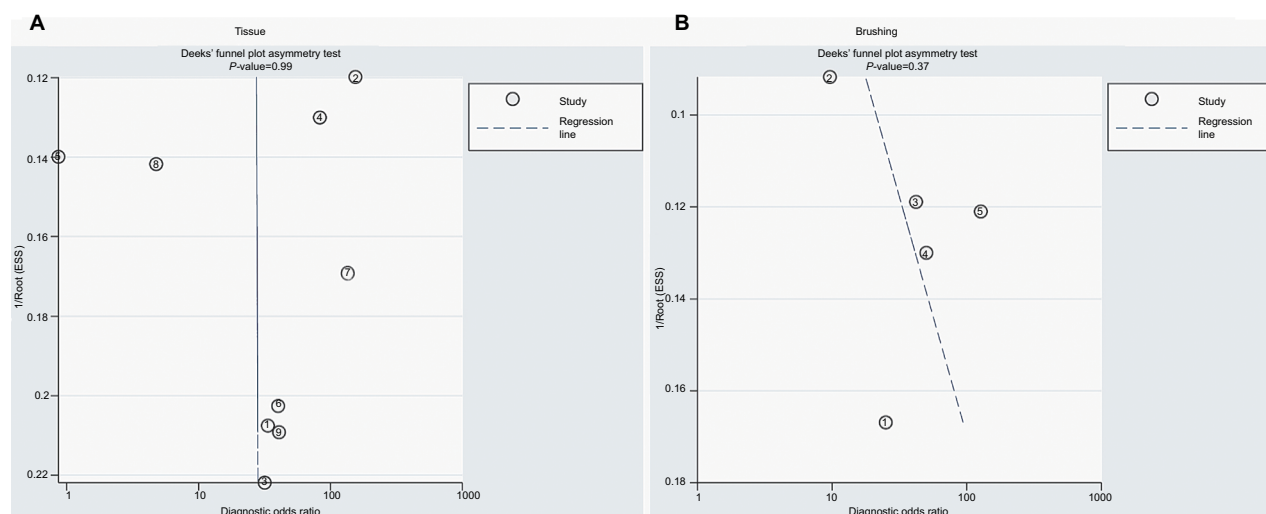 A
Tissue
Deeks' funnel plot asymmetry test
P-value=0.99
0.12
0.14
0.16
0.18
0.2
0.22
1/Root (ESS)
2
4
5
8
7
6
1
9
3
1
10
100
1000
Diagnostic odds ratio
Study
Regression
line
B
Brushing
Deeks' funnel plot asymmetry test
P-value=0.37
0.1
0.12
0.14
0.16
0.18
1/Root (ESS)
2
3
5
4
1
1
10
100
1000
Diagnostic odds ratio
Study
Regression
line